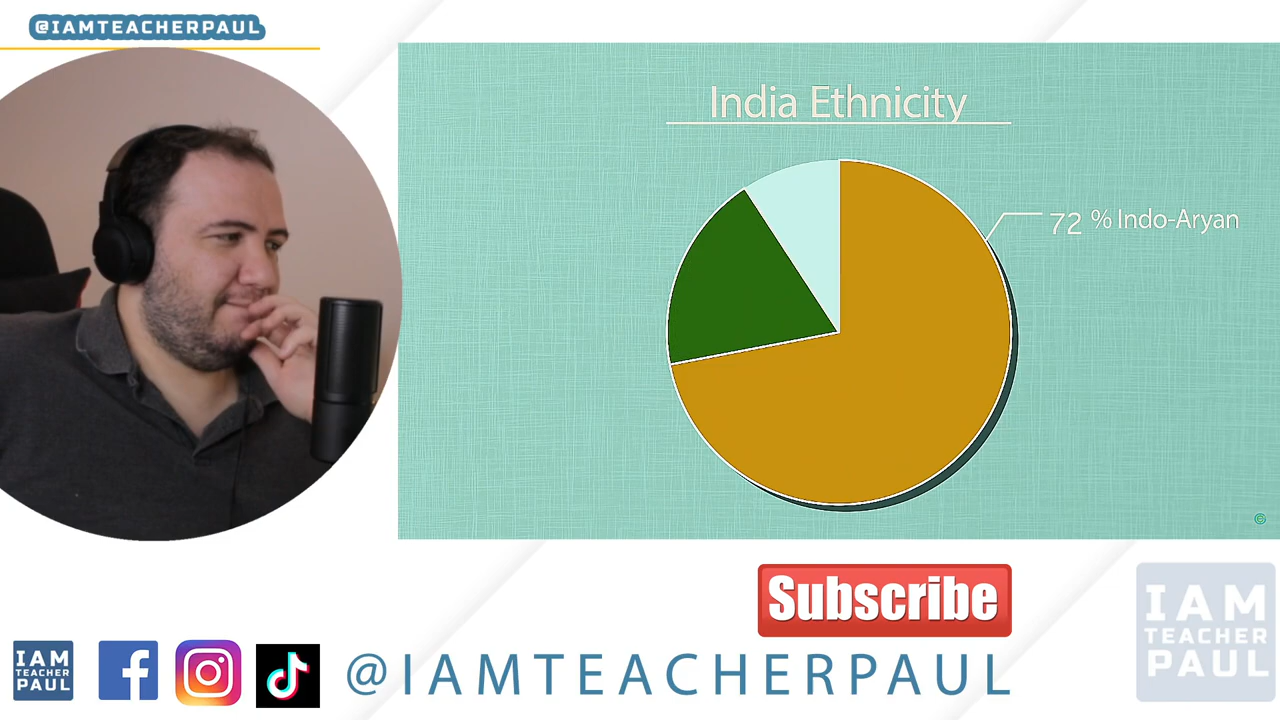 @IAMTEACHERPAUL
India Ethnicity
72 % Indo-Aryan
Subscribe
IAM
TEACHER
PAUL
IAM
TEACHER
PAUL
@IAMTEACHERPAUL